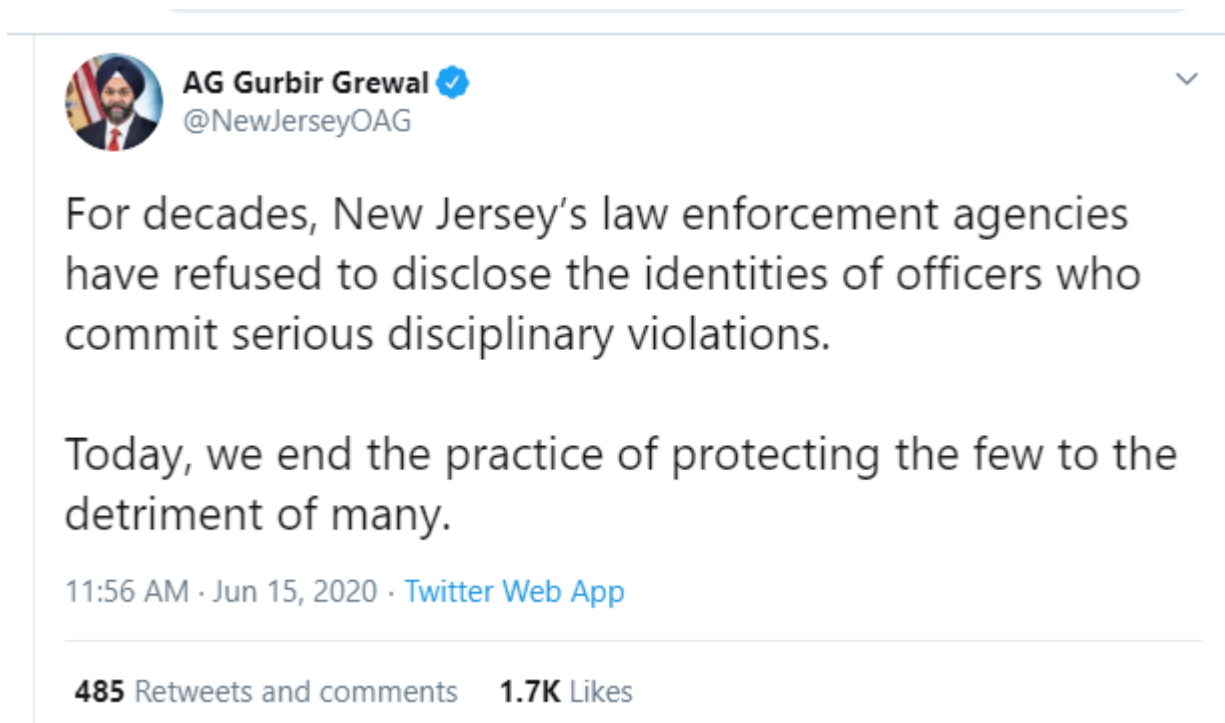 AG Gurbir Grewal
@NewJerseyOAG
For decades, New Jersey’s law enforcement agencies
have refused to disclose the identities of officers who
commit serious disciplinary violations.
Today, we end the practice of protecting the few to the
detriment of many.
11:56 AM · Jun 15, 2020 · Twitter Web App
485 Retweets and comments 1.7K Likes